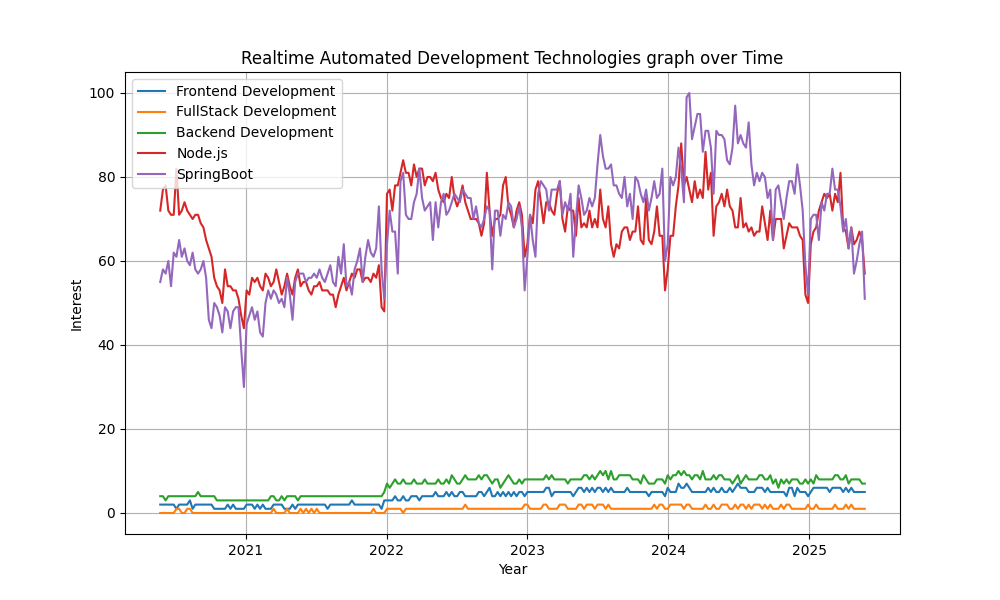 Realtime Automated Development Technologies graph over Time
Frontend Development
FullStack Development
Backend Development
Node.js
SpringBoot
100
80
60
40
20
0
Interest
2021 2022 2023 2024 2025
Year